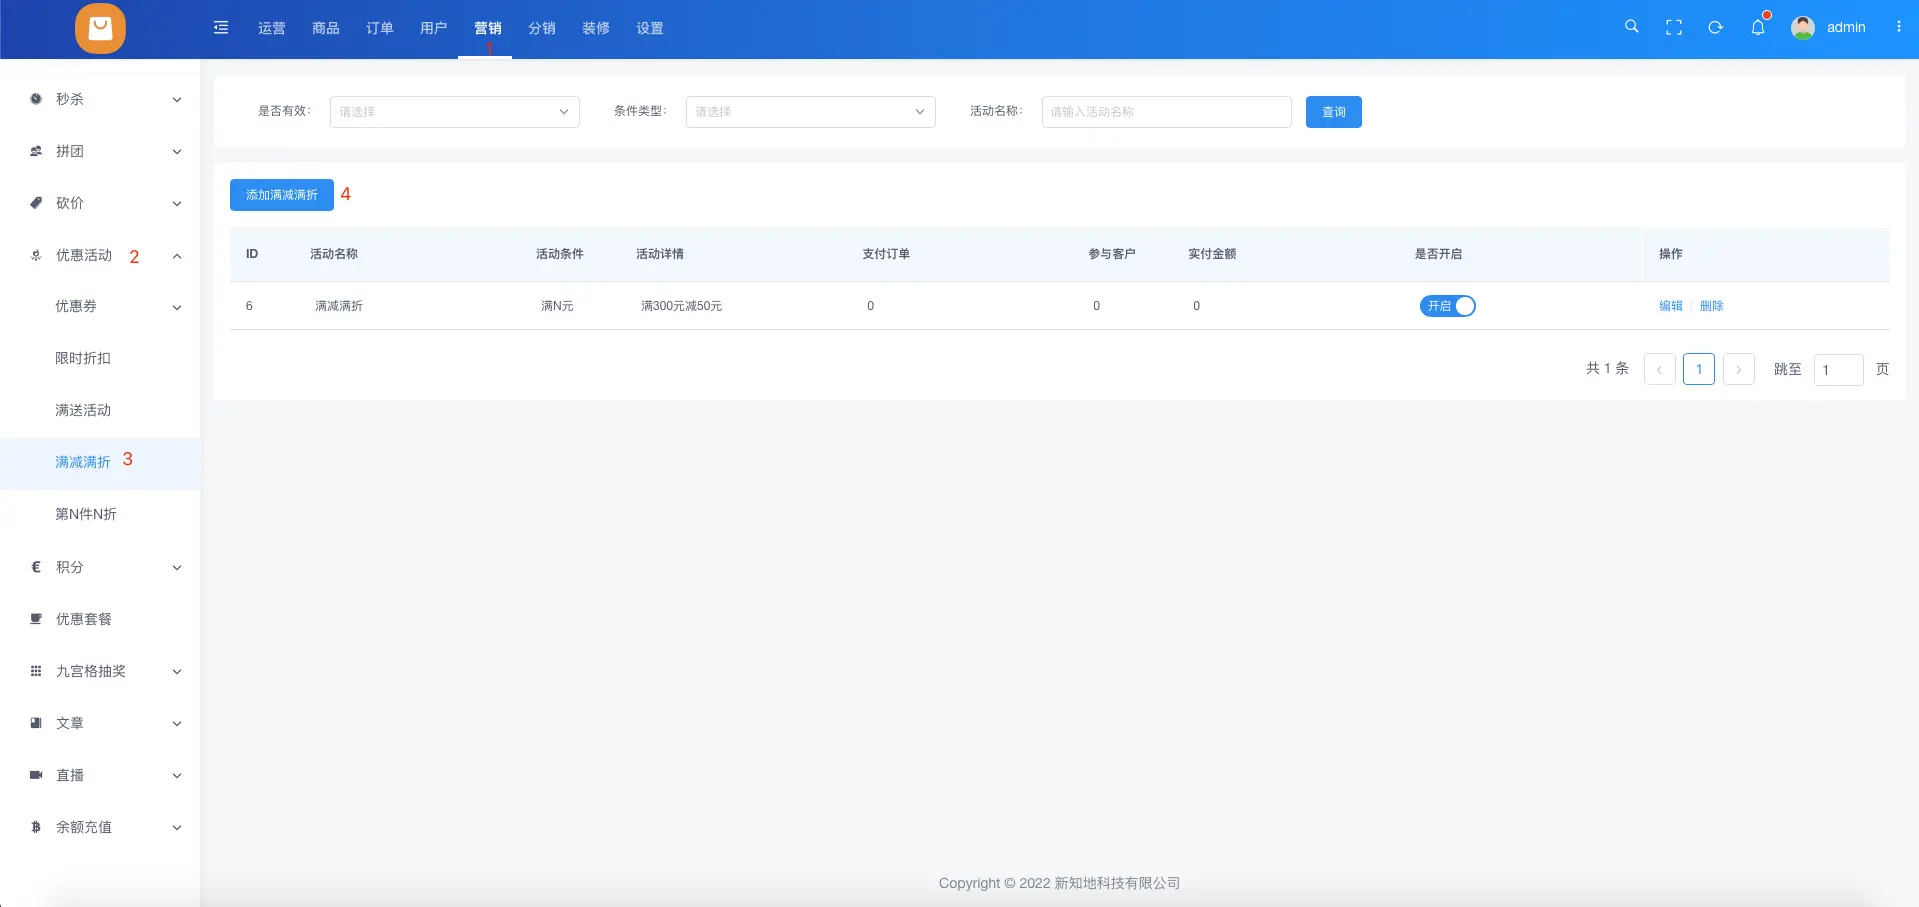 运营 商品 订单 用户 营销 分销 装修 设置 admin
1
秒杀
拼团
砍价
优惠活动 2
优惠券
限时折扣
满送活动
满减满折 3
第N件N折
积分
优惠套餐
九宫格抽奖
文章
直播
余额充值
是否有效： 请选择 条件类型： 请选择 活动名称： 请输入活动名称 查询
添加满减满折 4
ID 活动名称 活动条件 活动详情 支付订单 参与客户 实付金额 是否开启 操作
6 满减满折 满N元 满300元减50元 0 0 0 开启 编辑 删除
共 1 条 1 跳至 1 页
Copyright © 2022 新知地科技有限公司